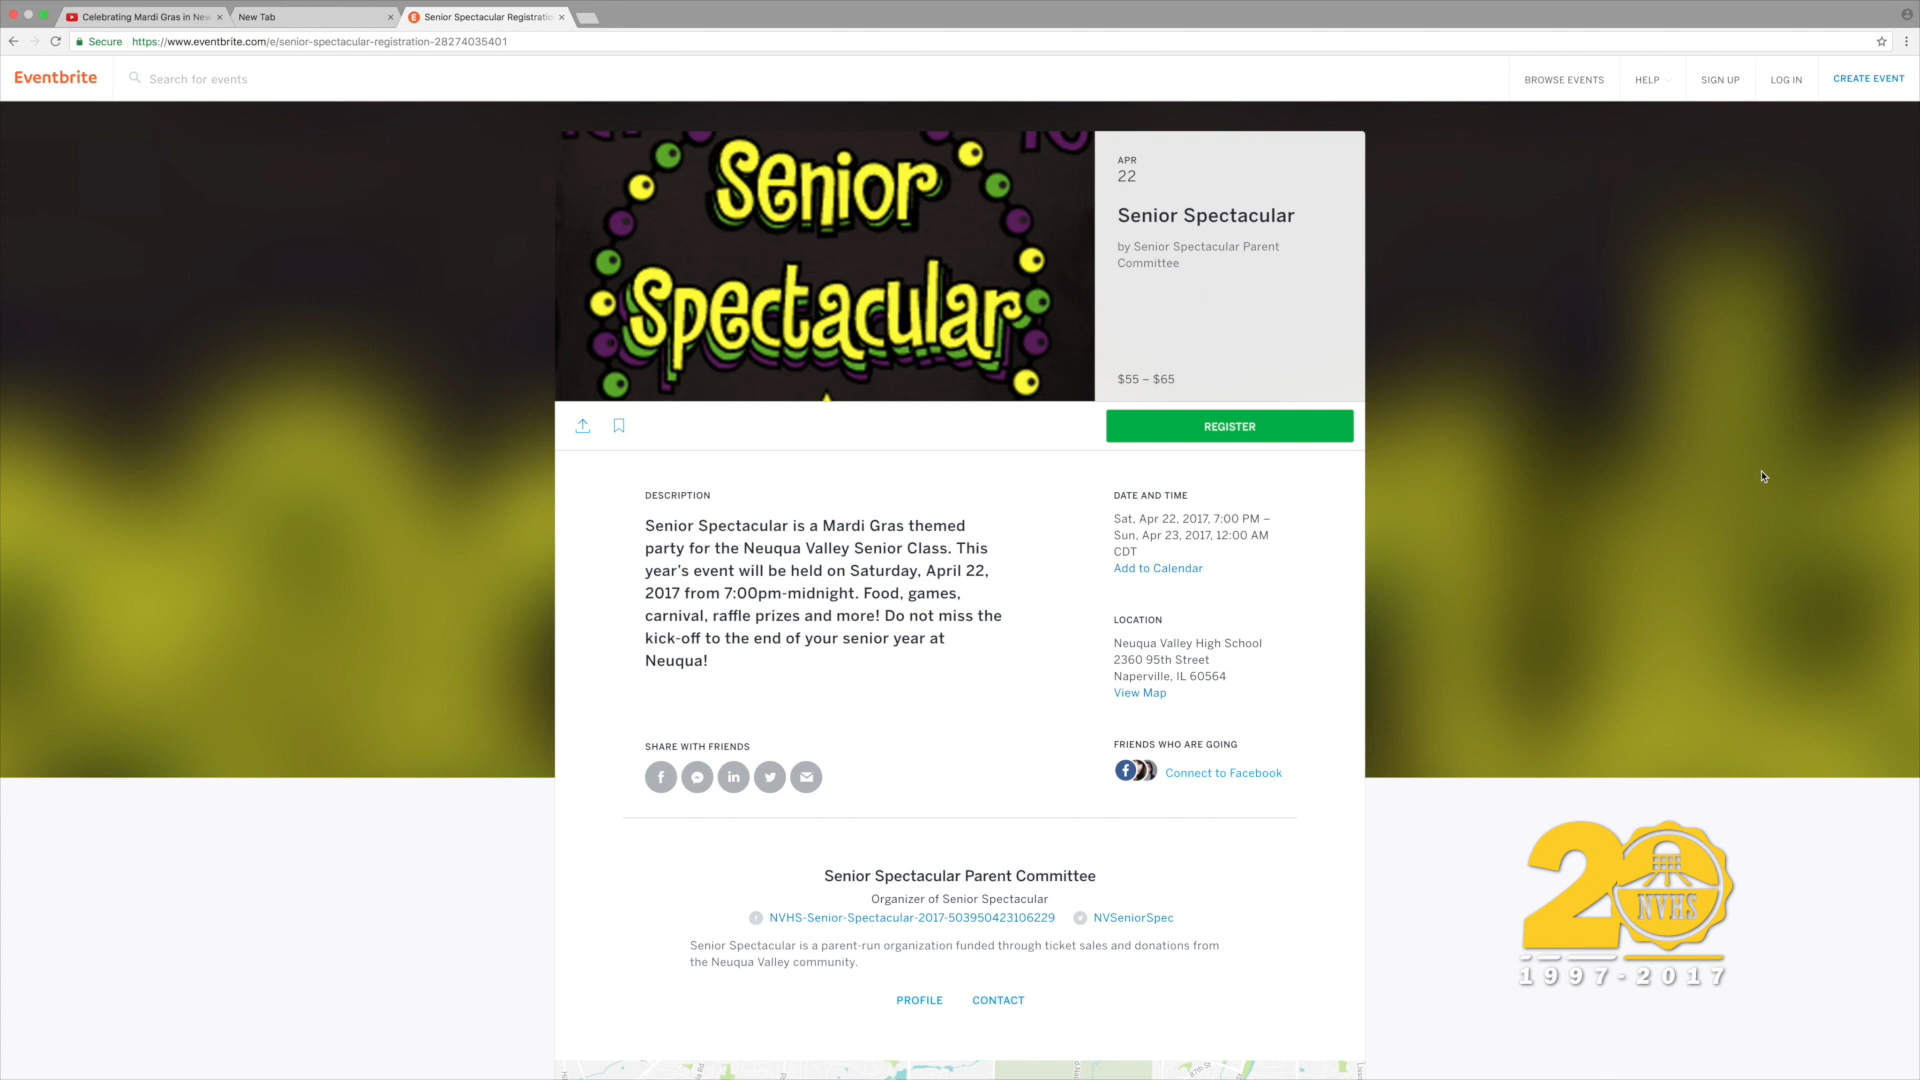 Celebrating Mardi Gras in New
New Tab
Senior Spectacular Registratio
Secure
https://www.eventbrite.com/e/senior-spectacular-registration-28274035401
Eventbrite
Search for events
BROWSE EVENTS
HELP
SIGN UP
LOG IN
CREATE EVENT
Senior
Spectacular
APR
22
Senior Spectacular
by Senior Spectacular Parent
Committee
$55 – $65
REGISTER
DESCRIPTION
Senior Spectacular is a Mardi Gras themed
party for the Neuqua Valley Senior Class. This
year's event will be held on Saturday, April 22,
2017 from 7:00pm-midnight. Food, games,
carnival, raffle prizes and more! Do not miss the
kick-off to the end of your senior year at
Neuqua!
DATE AND TIME
Sat, Apr 22, 2017, 7:00 PM –
Sun, Apr 23, 2017, 12:00 AM
CDT
Add to Calendar
LOCATION
Neuqua Valley High School
2360 95th Street
Naperville, IL 60564
View Map
SHARE WITH FRIENDS
FRIENDS WHO ARE GOING
Connect to Facebook
Senior Spectacular Parent Committee
Organizer of Senior Spectacular
NVHS-Senior-Spectacular-2017-503950423106229
NVSeniorSpec
Senior Spectacular is a parent-run organization funded through ticket sales and donations from
the Neuqua Valley community.
PROFILE
CONTACT
20
NVHS
1997-2017
87th St